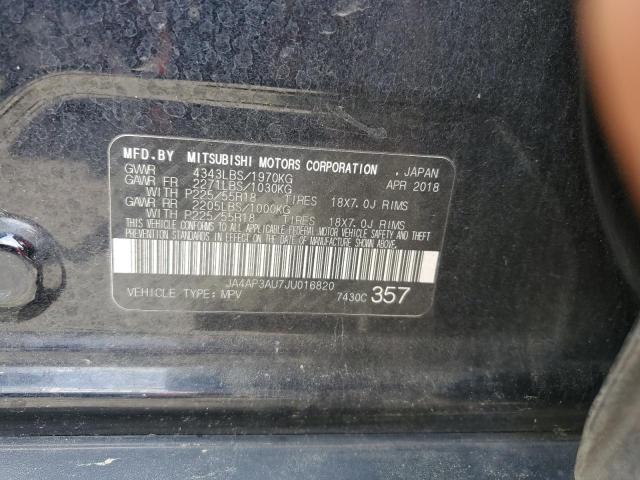 MFD.BY MITSUBISHI MOTORS CORPORATION , JAPAN
GVWR 4343LBS/1970KG APR 2018
GAWR FR 2271LBS/1030KG
WITH P225/55R18 TIRES 18X7.0J RIMS
GAWR RR 2205LBS/1000KG
WITH P225/55R18 TIRES 18X7.0J RIMS
THIS VEHICLE CONFORMS TO ALL APPLICABLE FEDERAL MOTOR VEHICLE SAFETY AND THEFT
PREVENTION STANDARDS IN EFFECT ON THE DATE OF MANUFACTURE SHOWN ABOVE.
JA4AP3AU7JU016820
VEHICLE TYPE: MPV 7430C 357